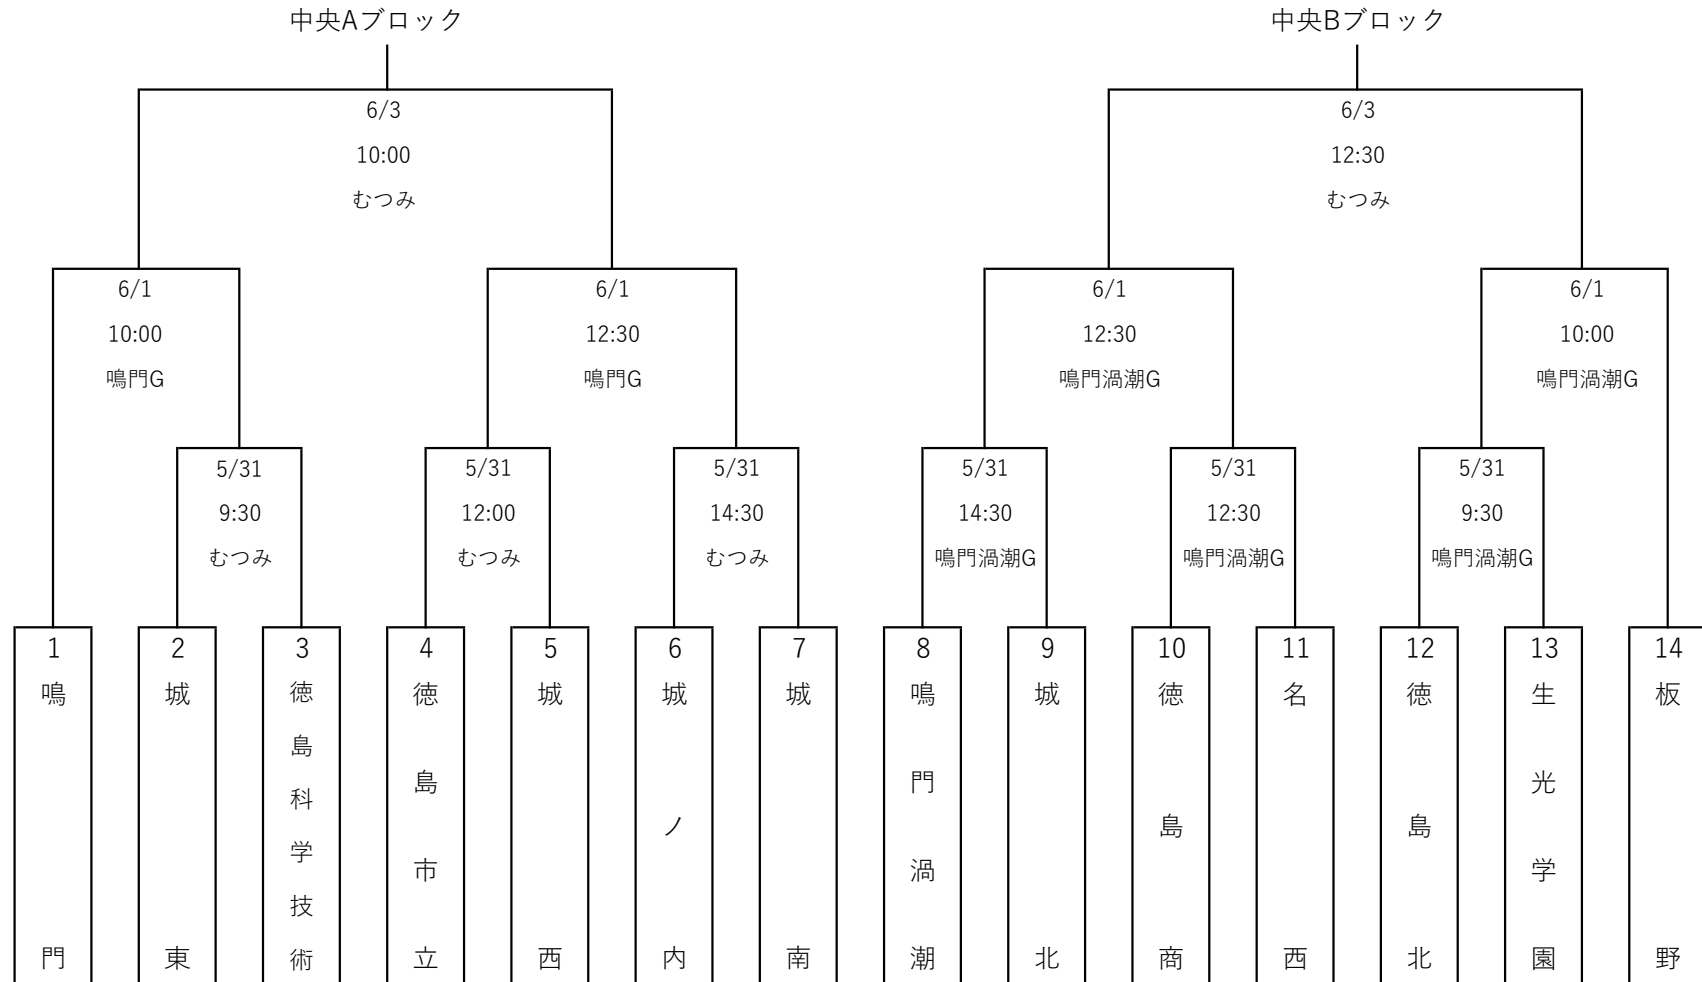 中央Aブロック
中央Bブロック
6/3
10:00
むつみ
6/3
12:30
むつみ
6/1
10:00
鳴門G
6/1
12:30
鳴門G
6/1
12:30
鳴門渦潮G
6/1
10:00
鳴門渦潮G
5/31
9:30
むつみ
5/31
12:00
むつみ
5/31
14:30
むつみ
5/31
14:30
鳴門渦潮G
5/31
12:30
鳴門渦潮G
5/31
9:30
鳴門渦潮G
1
鳴門
2
城東
3
徳島科学技術
4
徳島市立
5
城西
6
城ノ内
7
城南
8
鳴門渦潮
9
城北
10
徳島商
11
名西
12
徳島北
13
生光学園
14
板野